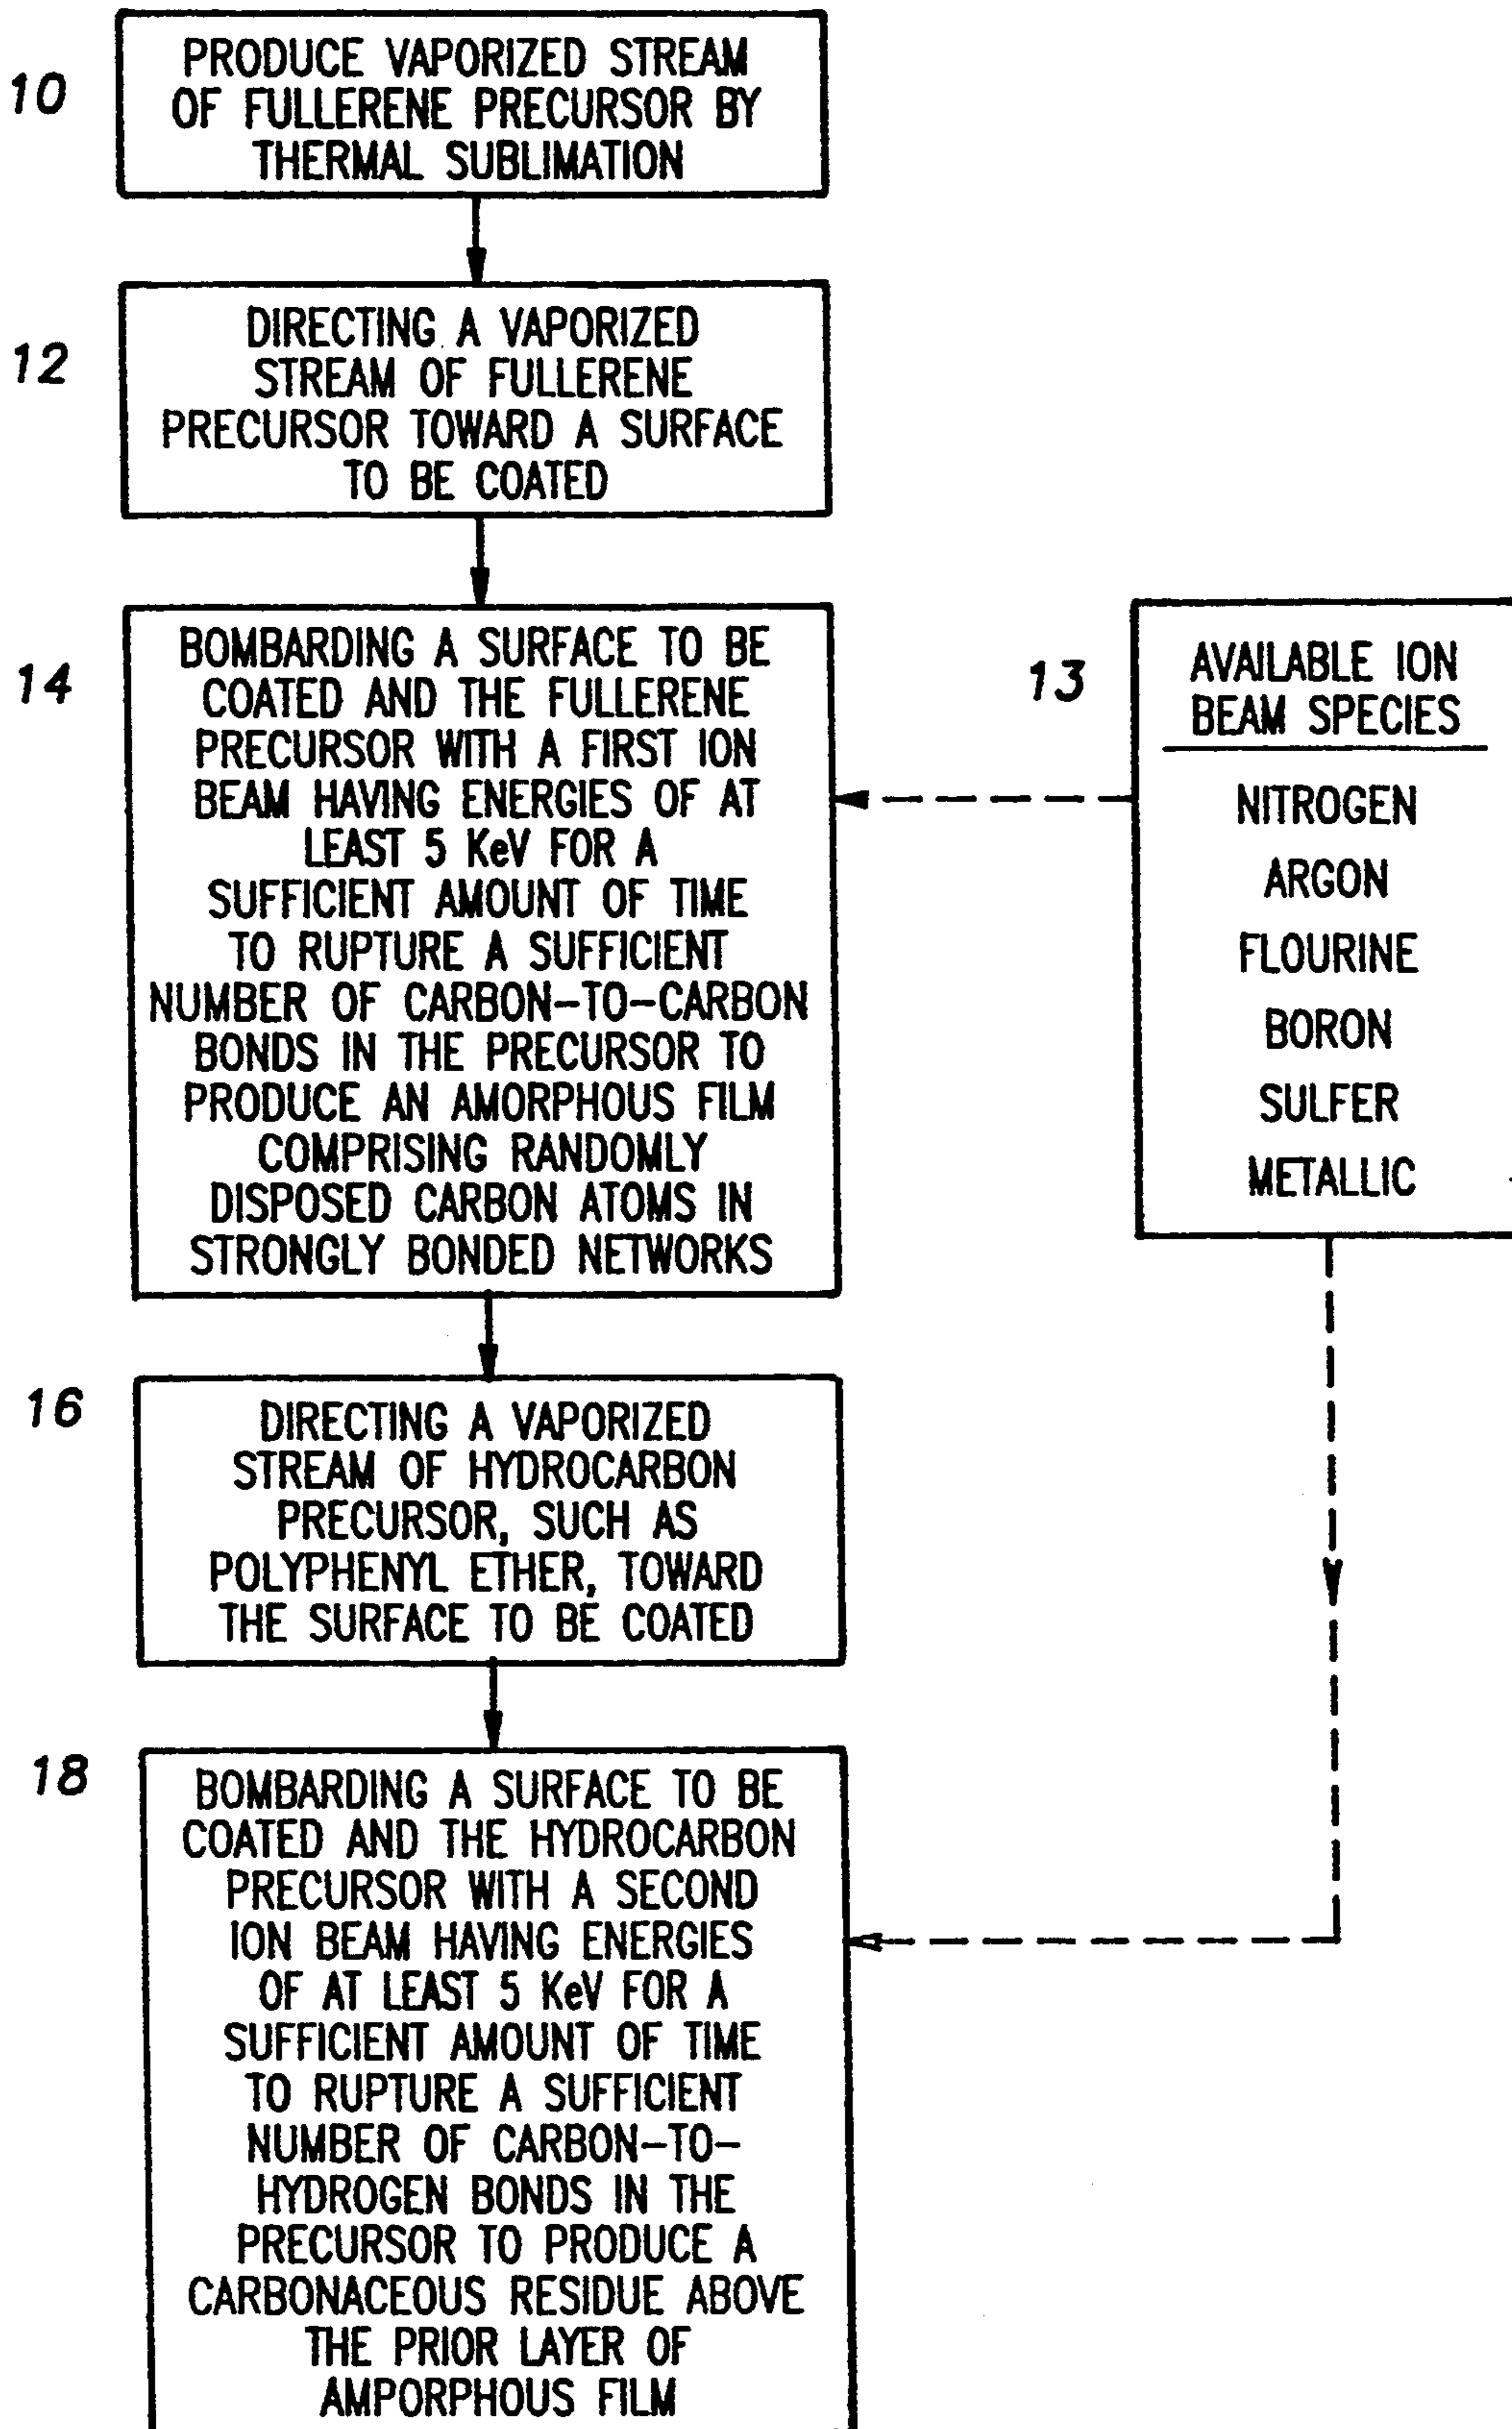 10
PRODUCE VAPORIZED STREAM
OF FULLERENE PRECURSOR BY
THERMAL SUBLIMATION
12
DIRECTING A VAPORIZED
STREAM OF FULLERENE
PRECURSOR TOWARD A SURFACE
TO BE COATED
14
BOMBARDING A SURFACE TO BE
COATED AND THE FULLERENE
PRECURSOR WITH A FIRST ION
BEAM HAVING ENERGIES OF AT
LEAST 5 KeV FOR A
SUFFICIENT AMOUNT OF TIME
TO RUPTURE A SUFFICIENT
NUMBER OF CARBON-TO-CARBON
BONDS IN THE PRECURSOR TO
PRODUCE AN AMORPHOUS FILM
COMPRISING RANDOMLY
DISPOSED CARBON ATOMS IN
STRONGLY BONDED NETWORKS
13
AVAILABLE ION
BEAM SPECIES
NITROGEN
ARGON
FLOURINE
BORON
SULFER
METALLIC
16
DIRECTING A VAPORIZED
STREAM OF HYDROCARBON
PRECURSOR, SUCH AS
POLYPHENYL ETHER, TOWARD
THE SURFACE TO BE COATED
18
BOMBARDING A SURFACE TO BE
COATED AND THE HYDROCARBON
PRECURSOR WITH A SECOND
ION BEAM HAVING ENERGIES
OF AT LEAST 5 KeV FOR A
SUFFICIENT AMOUNT OF TIME
TO RUPTURE A SUFFICIENT
NUMBER OF CARBON-TO-
HYDROGEN BONDS IN THE
PRECURSOR TO PRODUCE A
CARBONACEOUS RESIDUE ABOVE
THE PRIOR LAYER OF
AMPORPHOUS FILM